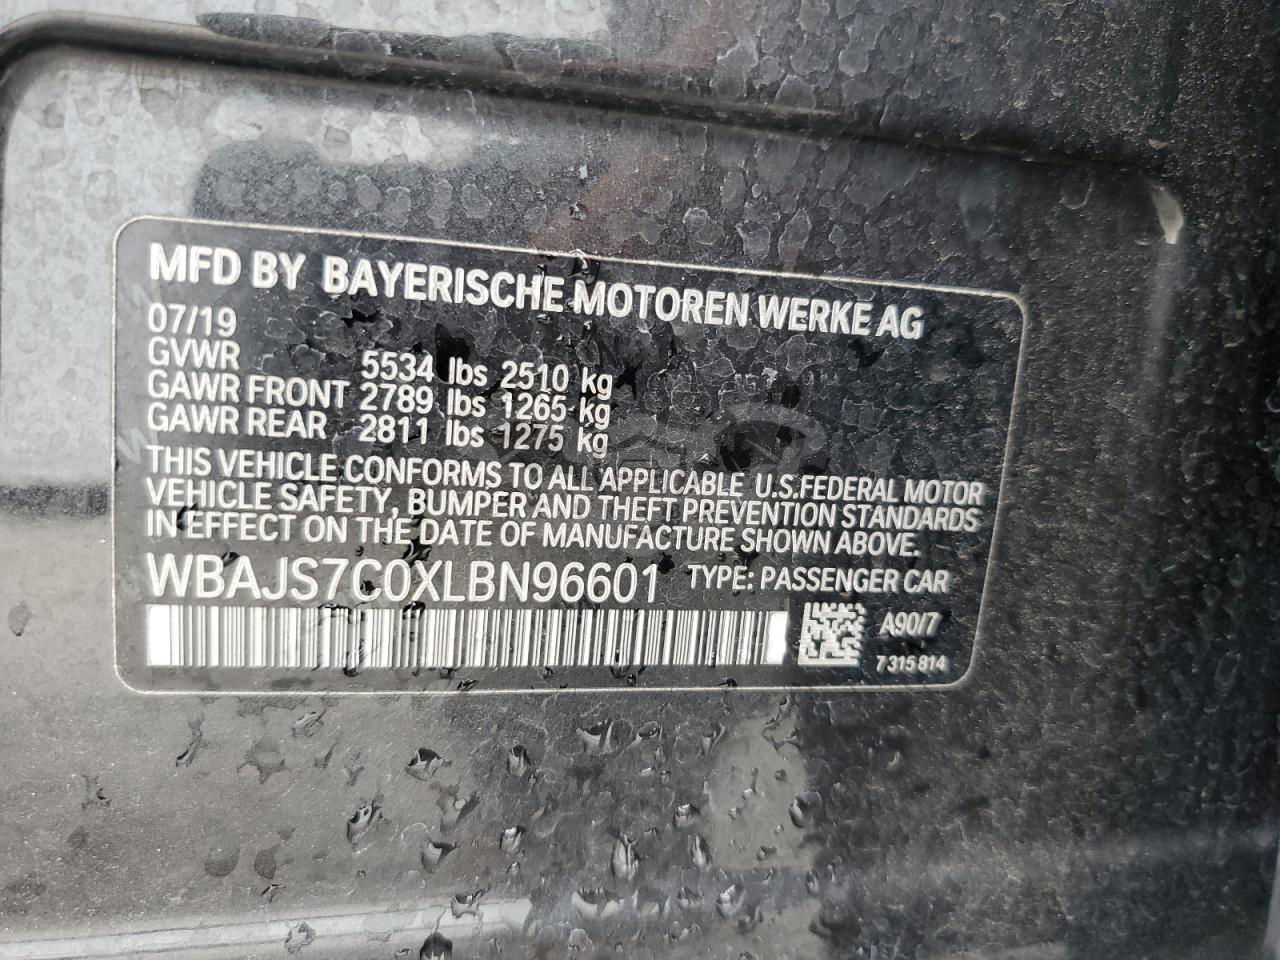 MFD BY BAYERISCHE MOTOREN WERKE AG
07/19
GVWR 5534 lbs 2510 kg
GAWR FRONT 2789 lbs 1265 kg
GAWR REAR 2811 lbs 1275 kg
THIS VEHICLE CONFORMS TO ALL APPLICABLE U.S.FEDERAL MOTOR
VEHICLE SAFETY, BUMPER AND THEFT PREVENTION STANDARDS
IN EFFECT ON THE DATE OF MANUFACTURE SHOWN ABOVE.
WBAJS7C0XLBN96601 TYPE: PASSENGER CAR
A90/7
7 315 814